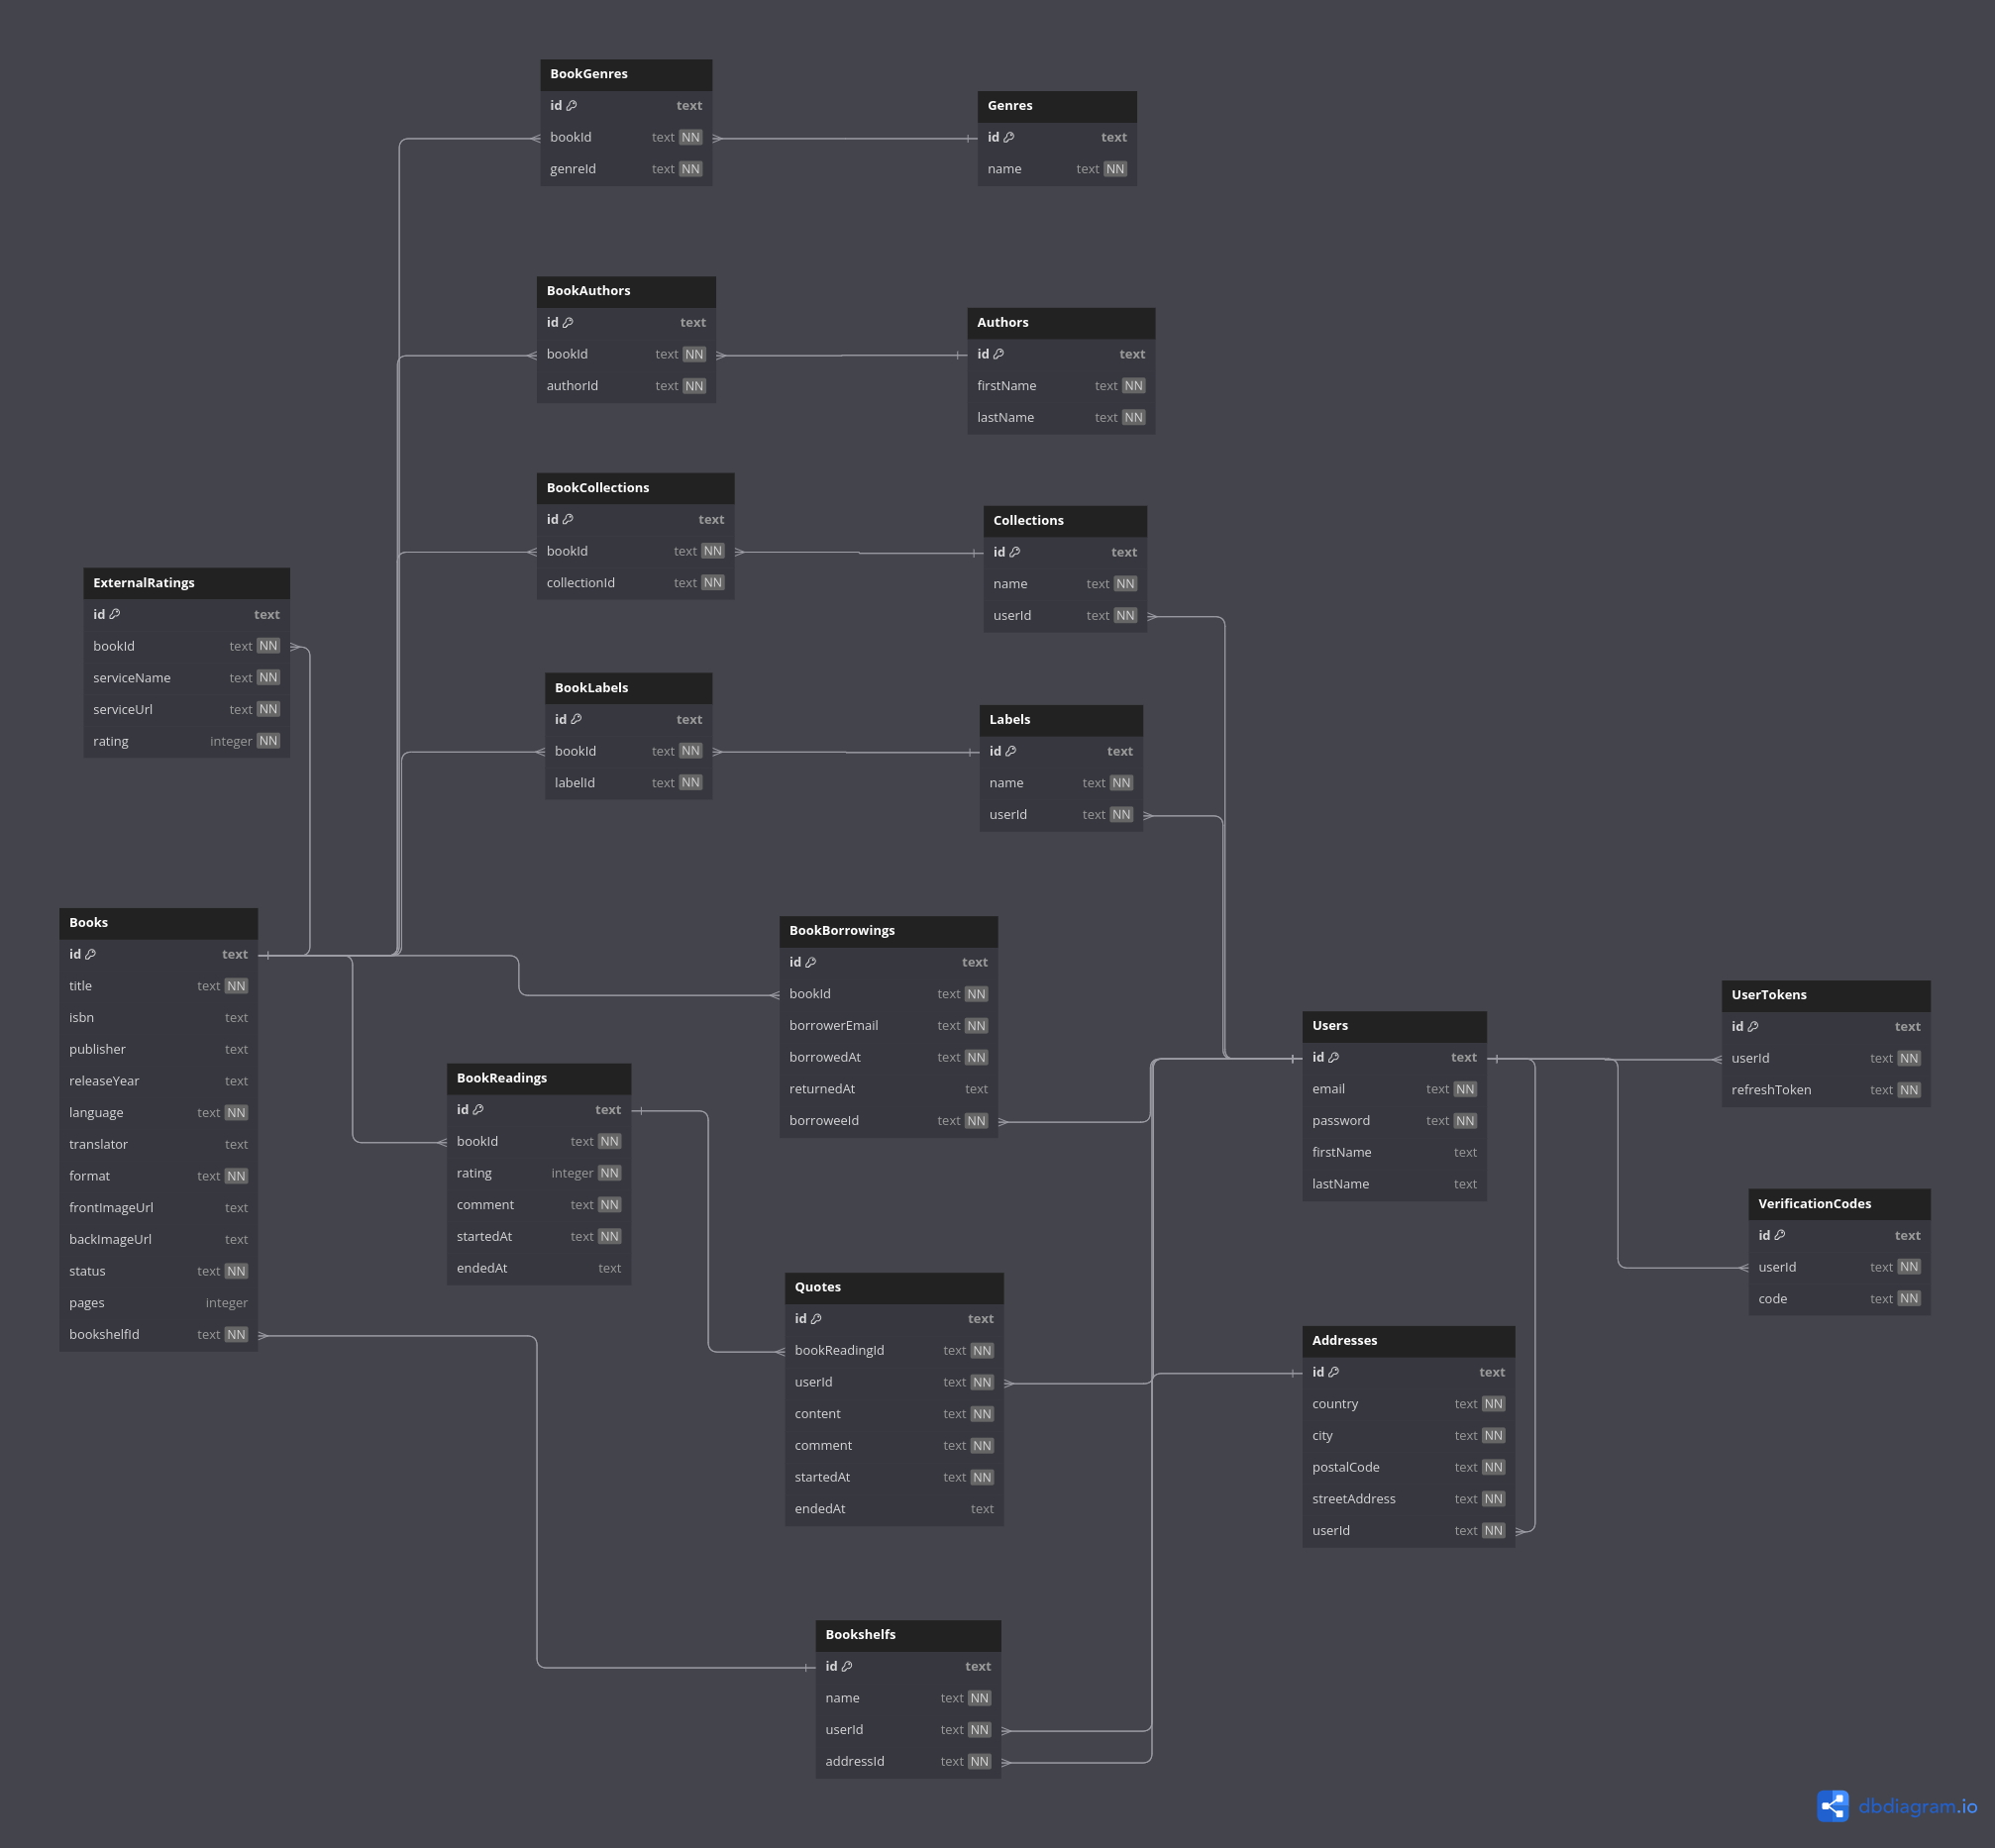 BookGenres
id text
bookId text NN
genreId text NN
Genres
id text
name text NN
BookAuthors
id text
bookId text NN
authorId text NN
Authors
id text
firstName text NN
lastName text NN
BookCollections
id text
bookId text NN
collectionId text NN
Collections
id text
name text NN
userId text NN
ExternalRatings
id text
bookId text NN
serviceName text NN
serviceUrl text NN
rating integer NN
BookLabels
id text
bookId text NN
labelId text NN
Labels
id text
name text NN
userId text NN
Books
id text
title text NN
isbn text
publisher text
releaseYear text
language text NN
translator text
format text NN
frontImageUrl text
backImageUrl text
status text NN
pages integer
bookshelfId text NN
BookBorrowings
id text
bookId text NN
borrowerEmail text NN
borrowedAt text NN
returnedAt text
borroweeId text NN
BookReadings
id text
bookId text NN
rating integer NN
comment text NN
startedAt text NN
endedAt text
Users
id text
email text NN
password text NN
firstName text
lastName text
UserTokens
id text
userId text NN
refreshToken text NN
VerificationCodes
id text
userId text NN
code text NN
Quotes
id text
bookReadingId text NN
userId text NN
content text NN
comment text NN
startedAt text NN
endedAt text
Addresses
id text
country text NN
city text NN
postalCode text NN
streetAddress text NN
userId text NN
Bookshelfs
id text
name text NN
userId text NN
addressId text NN
dbdiagram.io